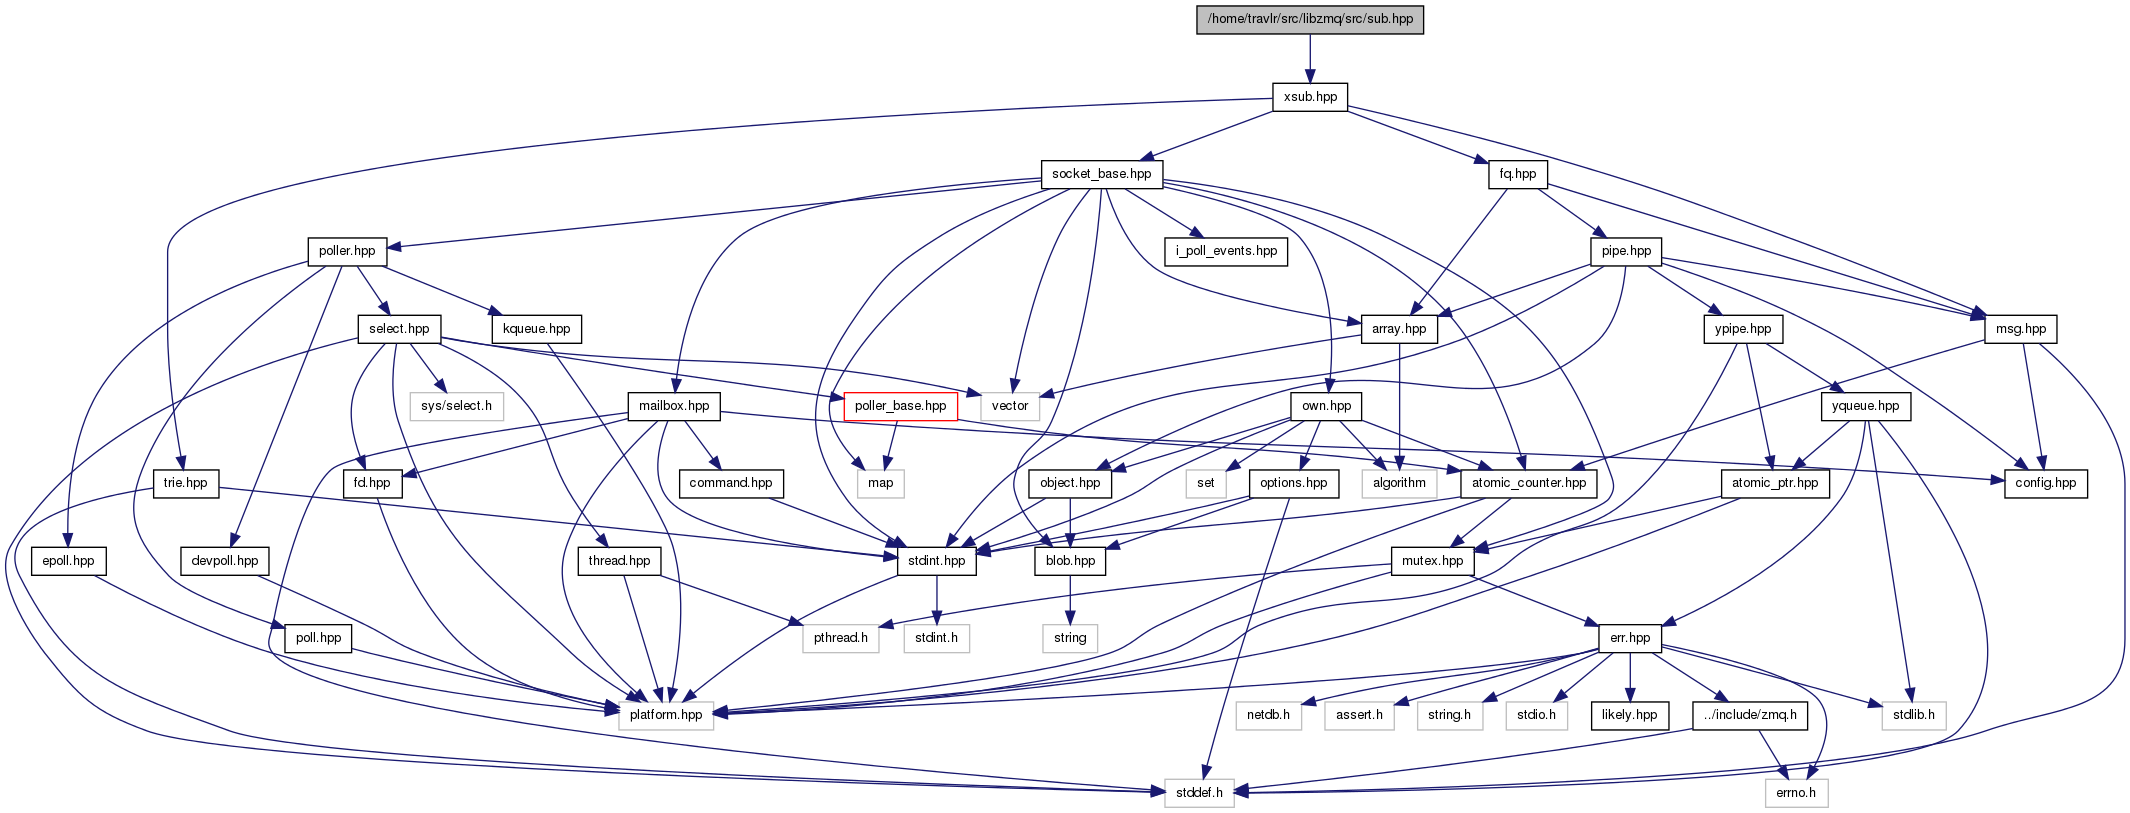 /home/travlr/src/libzmq/src/sub.hpp
xsub.hpp
socket_base.hpp
fq.hpp
poller.hpp
i_poll_events.hpp
pipe.hpp
select.hpp
kqueue.hpp
array.hpp
ypipe.hpp
msg.hpp
sys/select.h
mailbox.hpp
poller_base.hpp
vector
own.hpp
yqueue.hpp
trie.hpp
fd.hpp
command.hpp
map
object.hpp
set
options.hpp
algorithm
atomic_counter.hpp
atomic_ptr.hpp
config.hpp
epoll.hpp
devpoll.hpp
thread.hpp
stdint.hpp
blob.hpp
mutex.hpp
poll.hpp
pthread.h
stdint.h
string
err.hpp
platform.hpp
netdb.h
assert.h
string.h
stdio.h
likely.hpp
../include/zmq.h
stdlib.h
stddef.h
errno.h